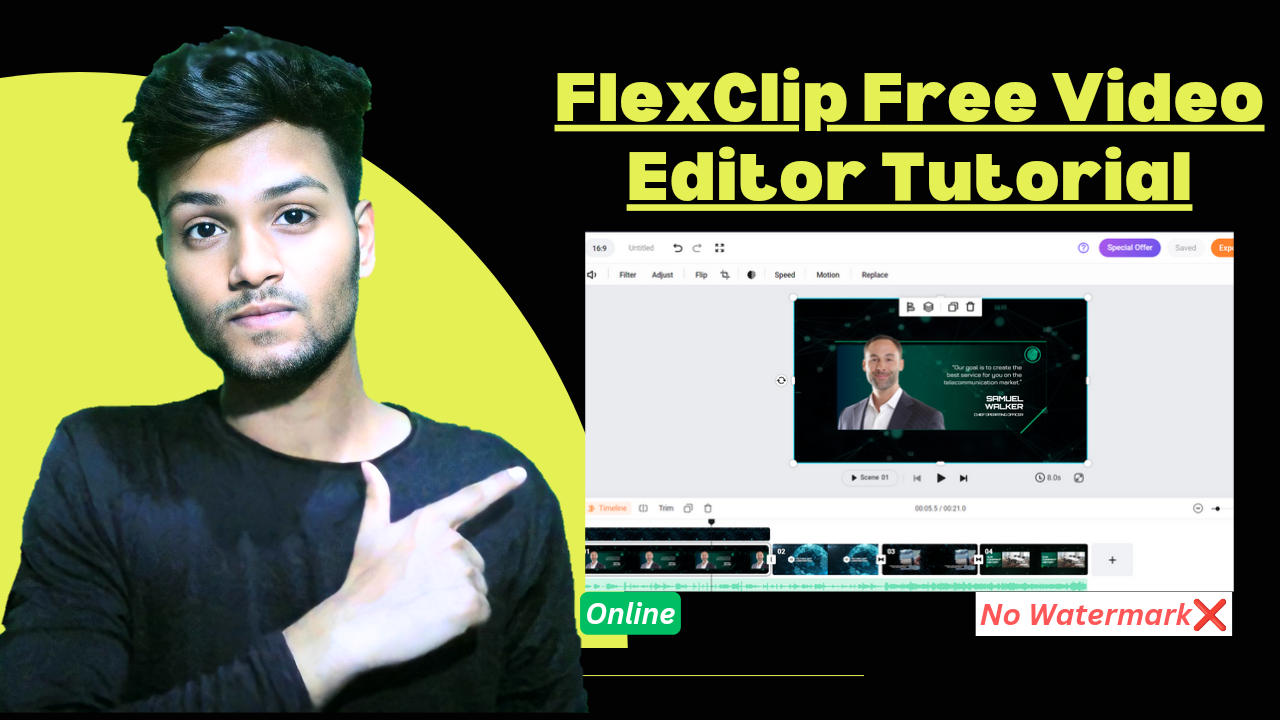 FlexClip Free Video
Editor Tutorial
16:9 Untitled Special Offer Saved Expo
Filter Adjust Flip Speed Motion Replace
"Our goal is to create the
best service for you on the
telecommunication market."
SAMUEL
WALKER
CHIEF OPERATING OFFICER
Scene 01 8.0s
Timeline Trim 00:05.5 / 00:21.0
02 03 04
Online No Watermark❌